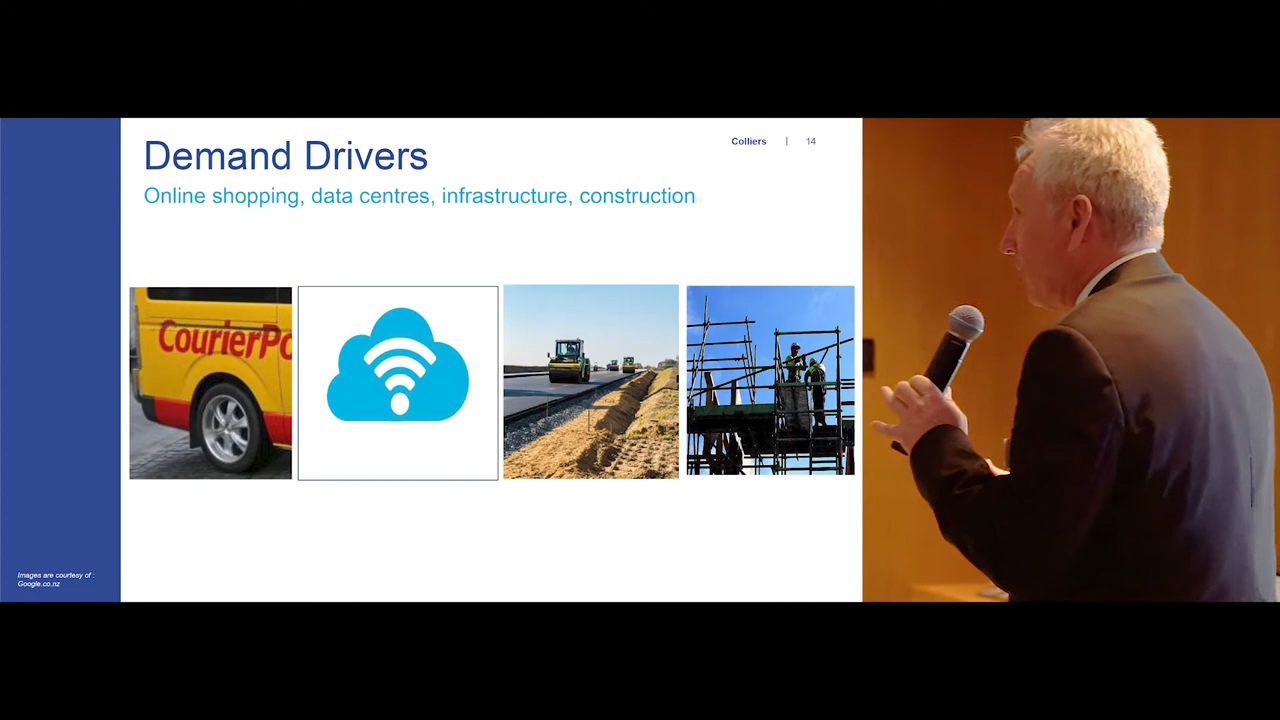 Demand Drivers
Colliers | 14
Online shopping, data centres, infrastructure, construction
CourierPo
Images are courtesy of :
Google.co.nz